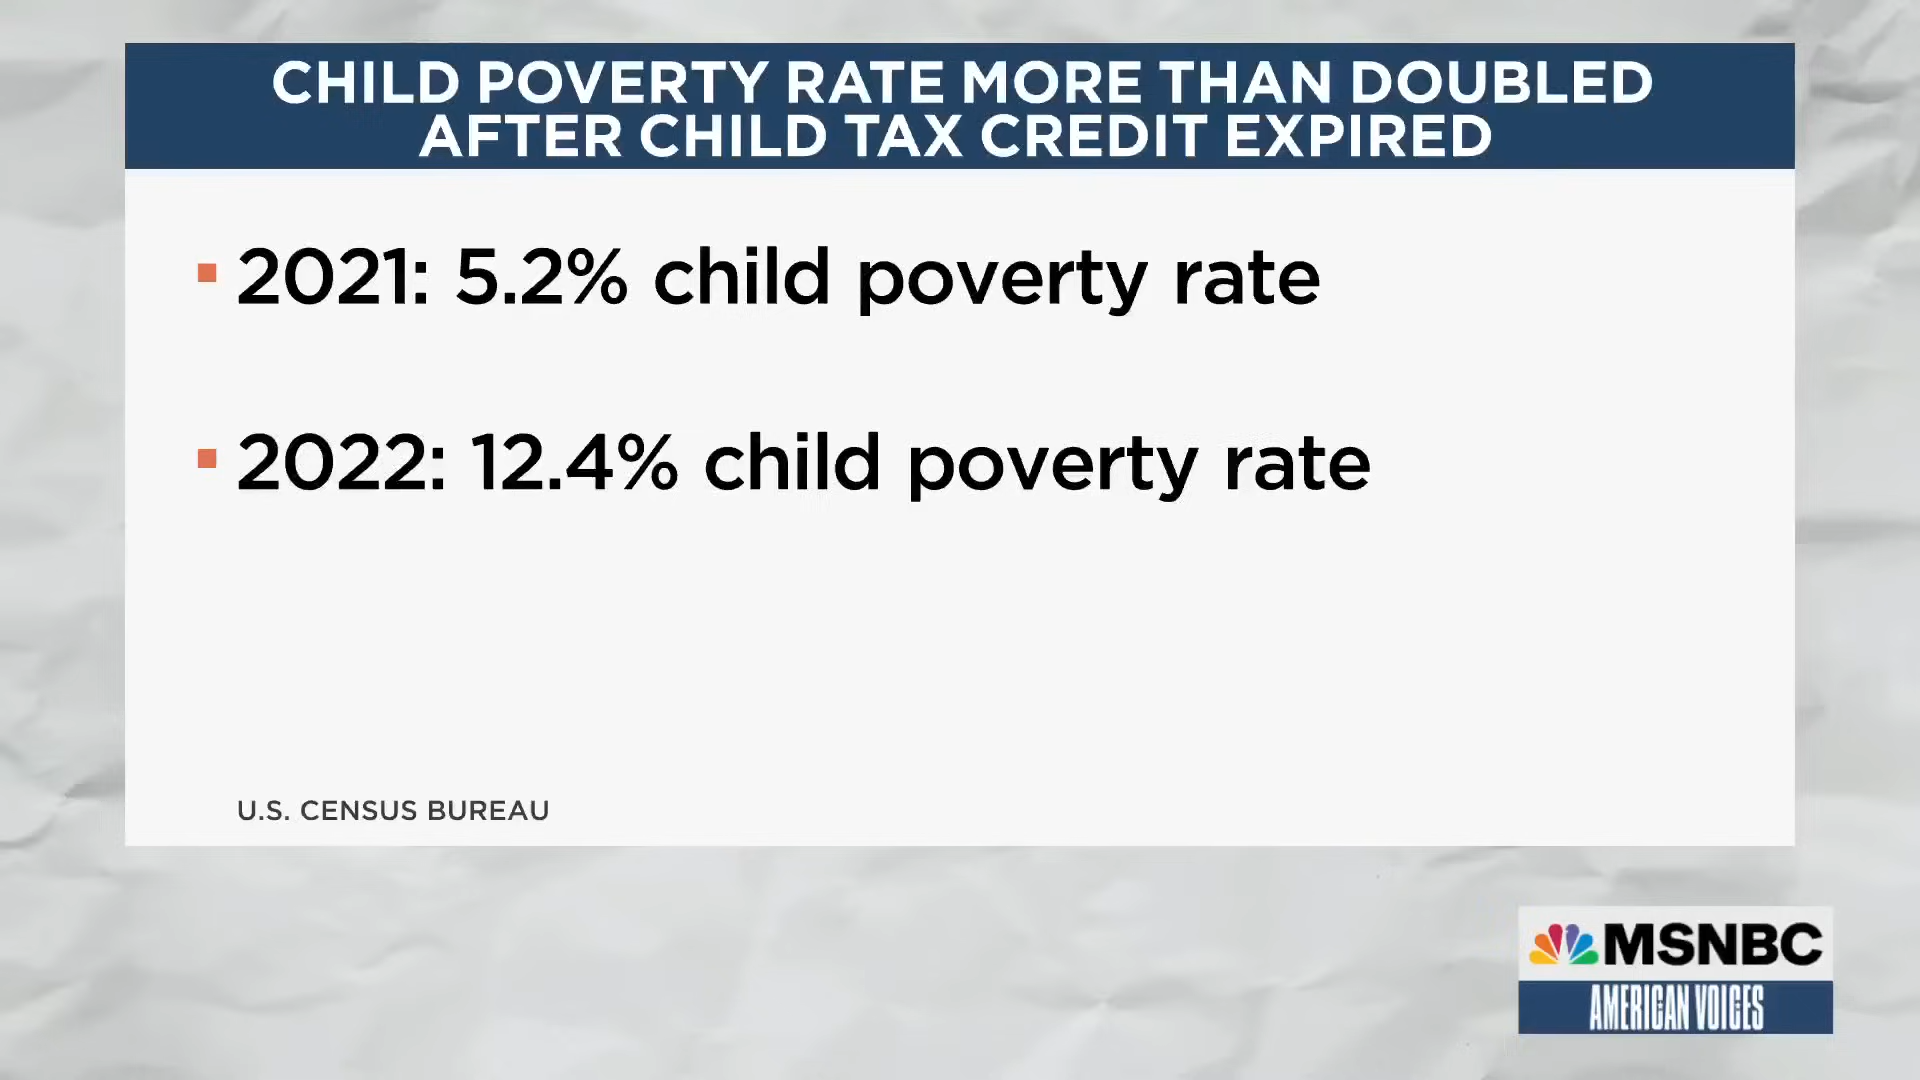 CHILD POVERTY RATE MORE THAN DOUBLED
AFTER CHILD TAX CREDIT EXPIRED
2021: 5.2% child poverty rate
2022: 12.4% child poverty rate
U.S. CENSUS BUREAU
MSNBC
AMERICAN VOICES